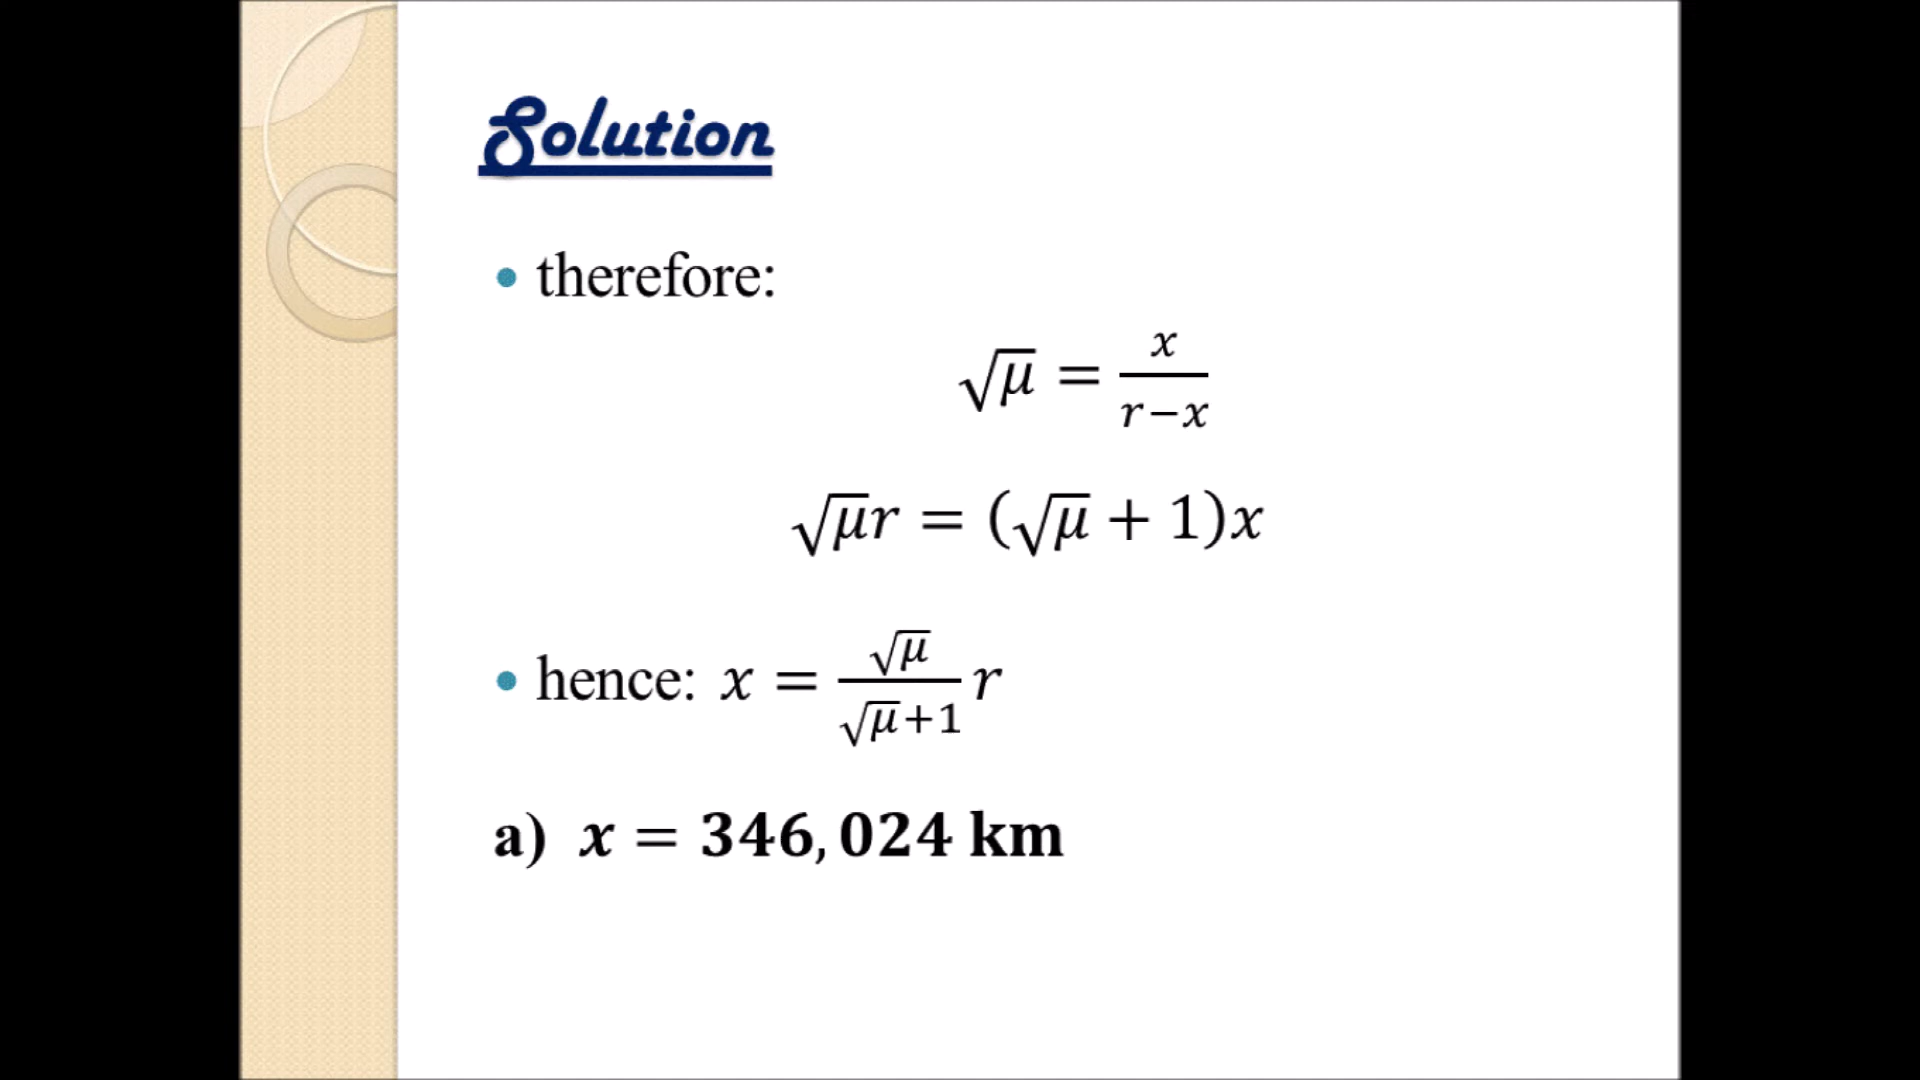 Solution
• therefore:
√μ = x/(r−x)
√μr = (√μ + 1)x
• hence: x = √μ/(√μ+1) r
a) x = 346,024 km